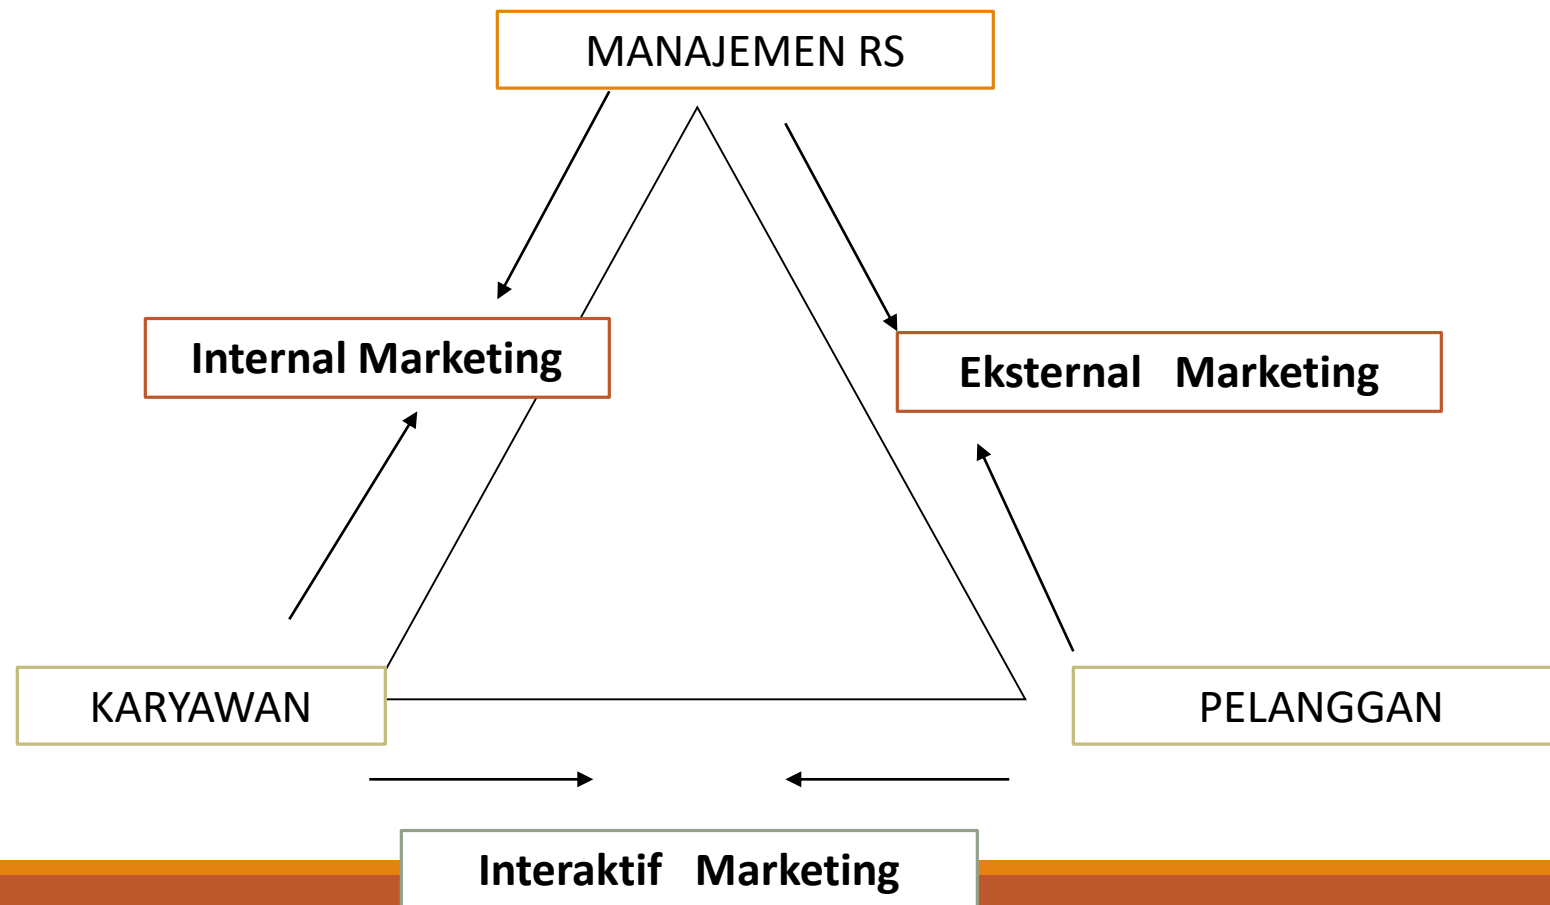 MANAJEMEN RS
Internal Marketing
Eksternal Marketing
KARYAWAN
PELANGGAN
Interaktif Marketing